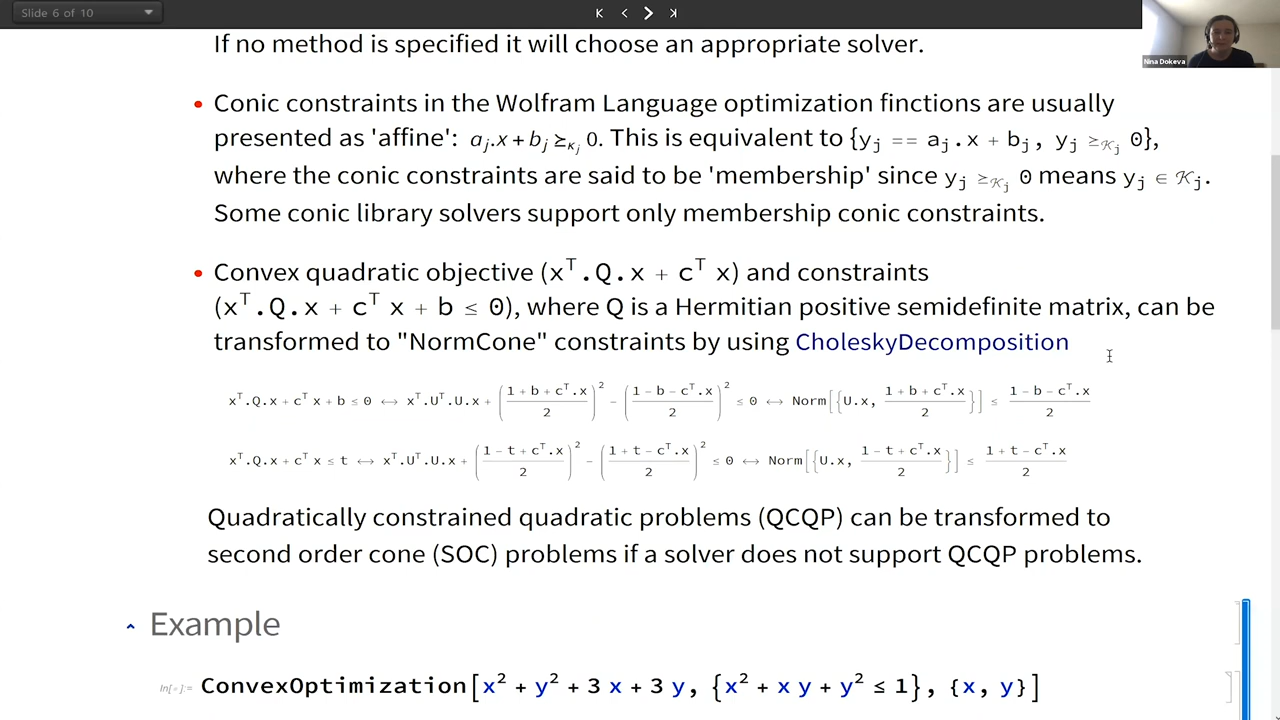 Slide 6 of 10
Nina Dokeva
If no method is specified it will choose an appropriate solver.
• Conic constraints in the Wolfram Language optimization finctions are usually
presented as 'affine': aⱼ.x + bⱼ ⪰_κⱼ 0. This is equivalent to {yⱼ == aⱼ.x + bⱼ, yⱼ ⪰_𝒦ⱼ 0},
where the conic constraints are said to be 'membership' since yⱼ ⪰_𝒦ⱼ 0 means yⱼ ∈ 𝒦ⱼ.
Some conic library solvers support only membership conic constraints.
• Convex quadratic objective (xᵀ.Q.x + cᵀ x) and constraints
(xᵀ.Q.x + cᵀ x + b ≤ 0), where Q is a Hermitian positive semidefinite matrix, can be
transformed to "NormCone" constraints by using CholeskyDecomposition
xᵀ.Q.x + cᵀ x + b ≤ 0 ⟷ xᵀ.Uᵀ.U.x + ((1 + b + cᵀ.x)/2)² - ((1 - b - cᵀ.x)/2)² ≤ 0 ⟷ Norm[{U.x, (1 + b + cᵀ.x)/2}] ≤ (1 - b - cᵀ.x)/2
xᵀ.Q.x + cᵀ x ≤ t ⟷ xᵀ.Uᵀ.U.x + ((1 - t + cᵀ.x)/2)² - ((1 + t - cᵀ.x)/2)² ≤ 0 ⟷ Norm[{U.x, (1 - t + cᵀ.x)/2}] ≤ (1 + t - cᵀ.x)/2
Quadratically constrained quadratic problems (QCQP) can be transformed to
second order cone (SOC) problems if a solver does not support QCQP problems.
Example
In[∘]:= ConvexOptimization[x² + y² + 3 x + 3 y, {x² + x y + y² ≤ 1}, {x, y}]